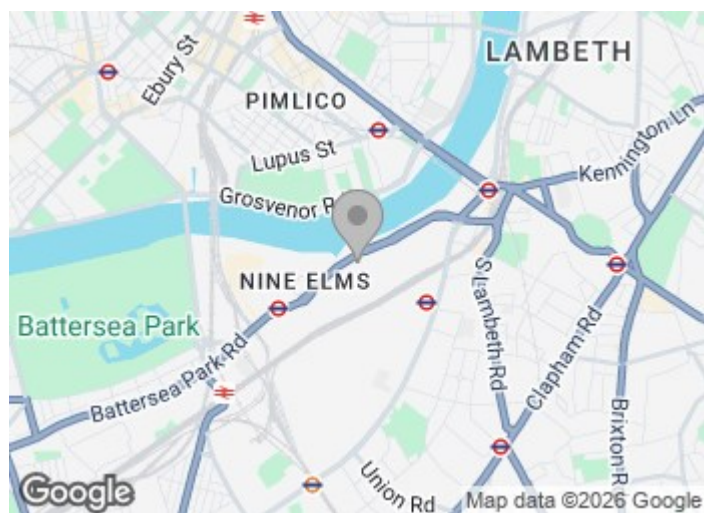 Ebury St
LAMBETH
PIMLICO
Lupus St
Kennington Ln
Grosvenor R
NINE ELMS
S Lambeth Rd
Battersea Park
Battersea Park Rd
Clapham Rd
Brixton R
Union Rd
Google
Map data ©2026 Google